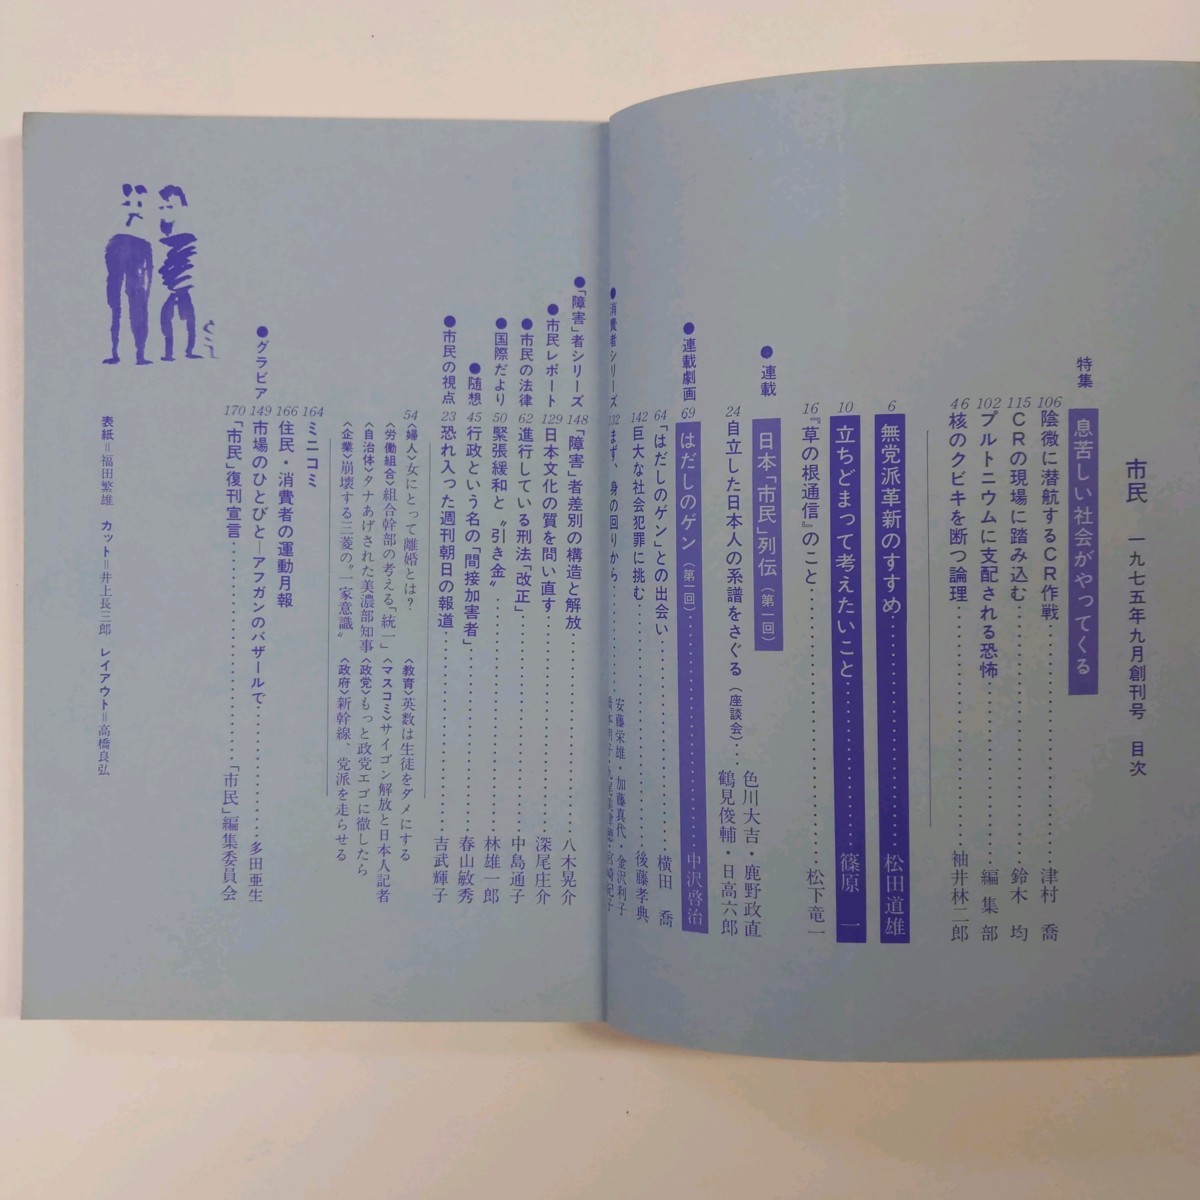 市民 一九七五年九月創刊号 目次
特集 息苦しい社会がやってくる
106 陰微に潜航するCR作戦 津村 喬
115 CRの現場に踏み込む 鈴木 均
102 プルトニウムに支配される恐怖 編集部
46 核のクビキを断つ論理 袖井林二郎
6 無党派革新のすすめ 松田道雄
10 立ちどまって考えたいこと 篠原 一
16 『草の根通信』のこと 松下竜一
●連載 日本「市民」列伝(第一回)
24 自立した日本人の系譜をさぐる(座談会) 色川大吉・鹿野政直
鶴見俊輔・日高六郎
●連載劇画 69 はだしのゲン(第一回) 中沢啓治
64 「はだしのゲン」との出会い 横田 喬
142 巨大な社会犯罪に挑む 後藤孝典
●消費者シリーズ 132 まず、身の回りから 安藤栄雄・加藤真代・金沢利子
●「障害」者シリーズ 148 「障害」者差別の構造と解放 八木晃介
●市民レポート 129 日本文化の質を問い直す 深尾庄介
●市民の法律 62 進行している刑法「改正」 中島通子
●国際だより 50 緊張緩和と〝引き金〟 林雄一郎
●随想 45 行政という名の「間接加害者」 春山敏秀
●市民の視点 23 恐れ入った週刊朝日の報道 吉武輝子
54 〈婦人〉女にとって離婚とは? 〈教育〉英数は生徒をダメにする
〈労働組合〉組合幹部の考える「統一」 〈マスコミ〉サイゴン解放と日本人記者
〈自治体〉タナあげされた美濃部知事 〈政党〉もっと政党エゴに徹したら
〈企業〉崩壊する三菱の〝一家意識〟 〈政府〉新幹線、党派を走らせる
164 ミニコミ
166 住民・消費者の運動月報
●グラビア 149 市場のひとびと—アフガンのバザールで 多田亜生
170 「市民」復刊宣言 「市民」編集委員会
表紙=福田繁雄 カット=井上長三郎 レイアウト=高橋良弘